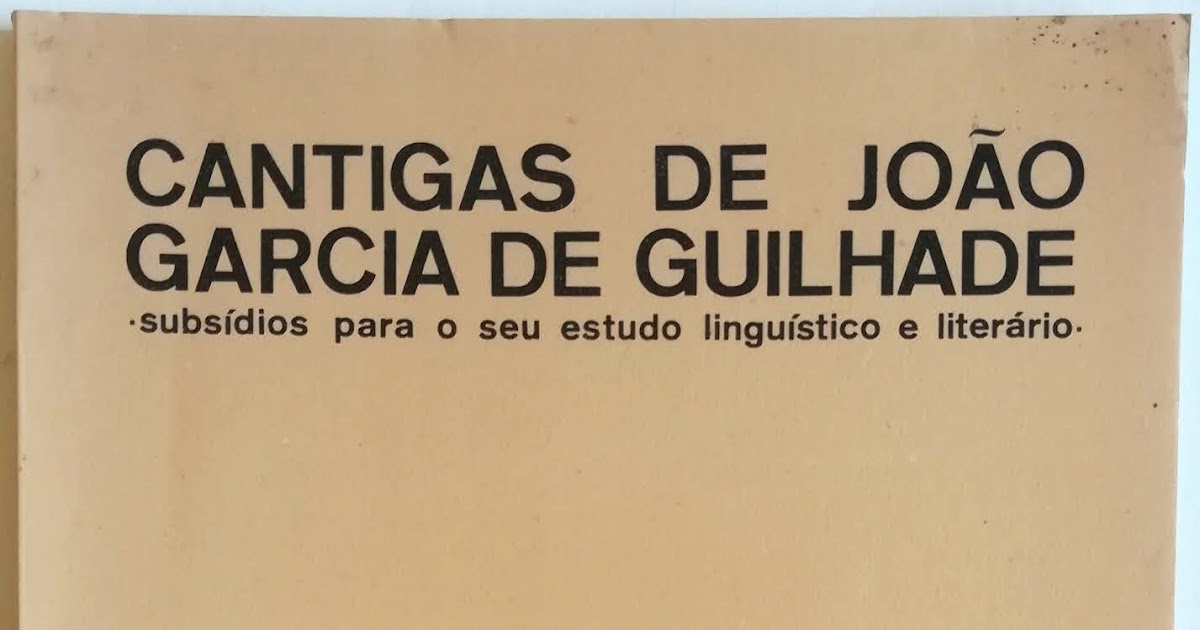 CANTIGAS DE JOÃO
GARCIA DE GUILHADE
·subsídios para o seu estudo linguístico e literário·